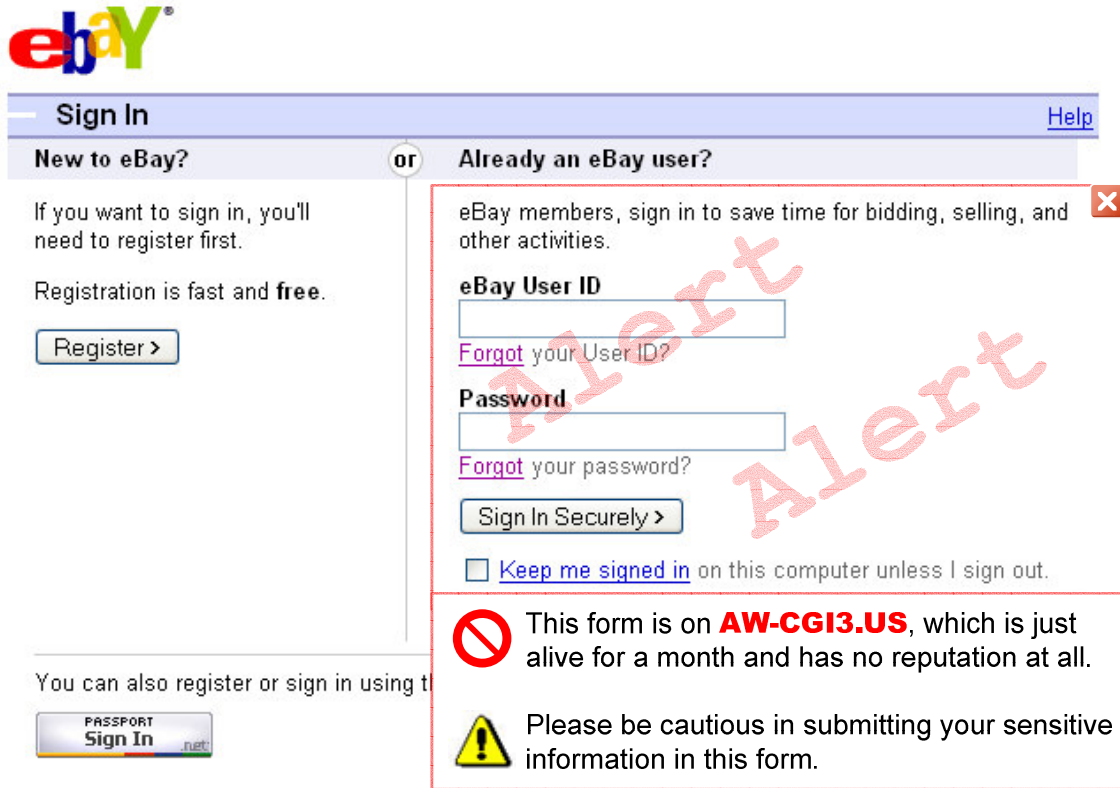 ebay®
Sign In
Help
New to eBay?
or
Already an eBay user?
If you want to sign in, you'll
need to register first.
Registration is fast and free.
Register >
eBay members, sign in to save time for bidding, selling, and
other activities.
eBay User ID
Forgot your User ID?
Password
Forgot your password?
Sign In Securely >
Keep me signed in on this computer unless I sign out.
Alert
Alert
This form is on AW-CGI3.US, which is just
alive for a month and has no reputation at all.
Please be cautious in submitting your sensitive
information in this form.
You can also register or sign in using
PASSPORT
Sign In
.net